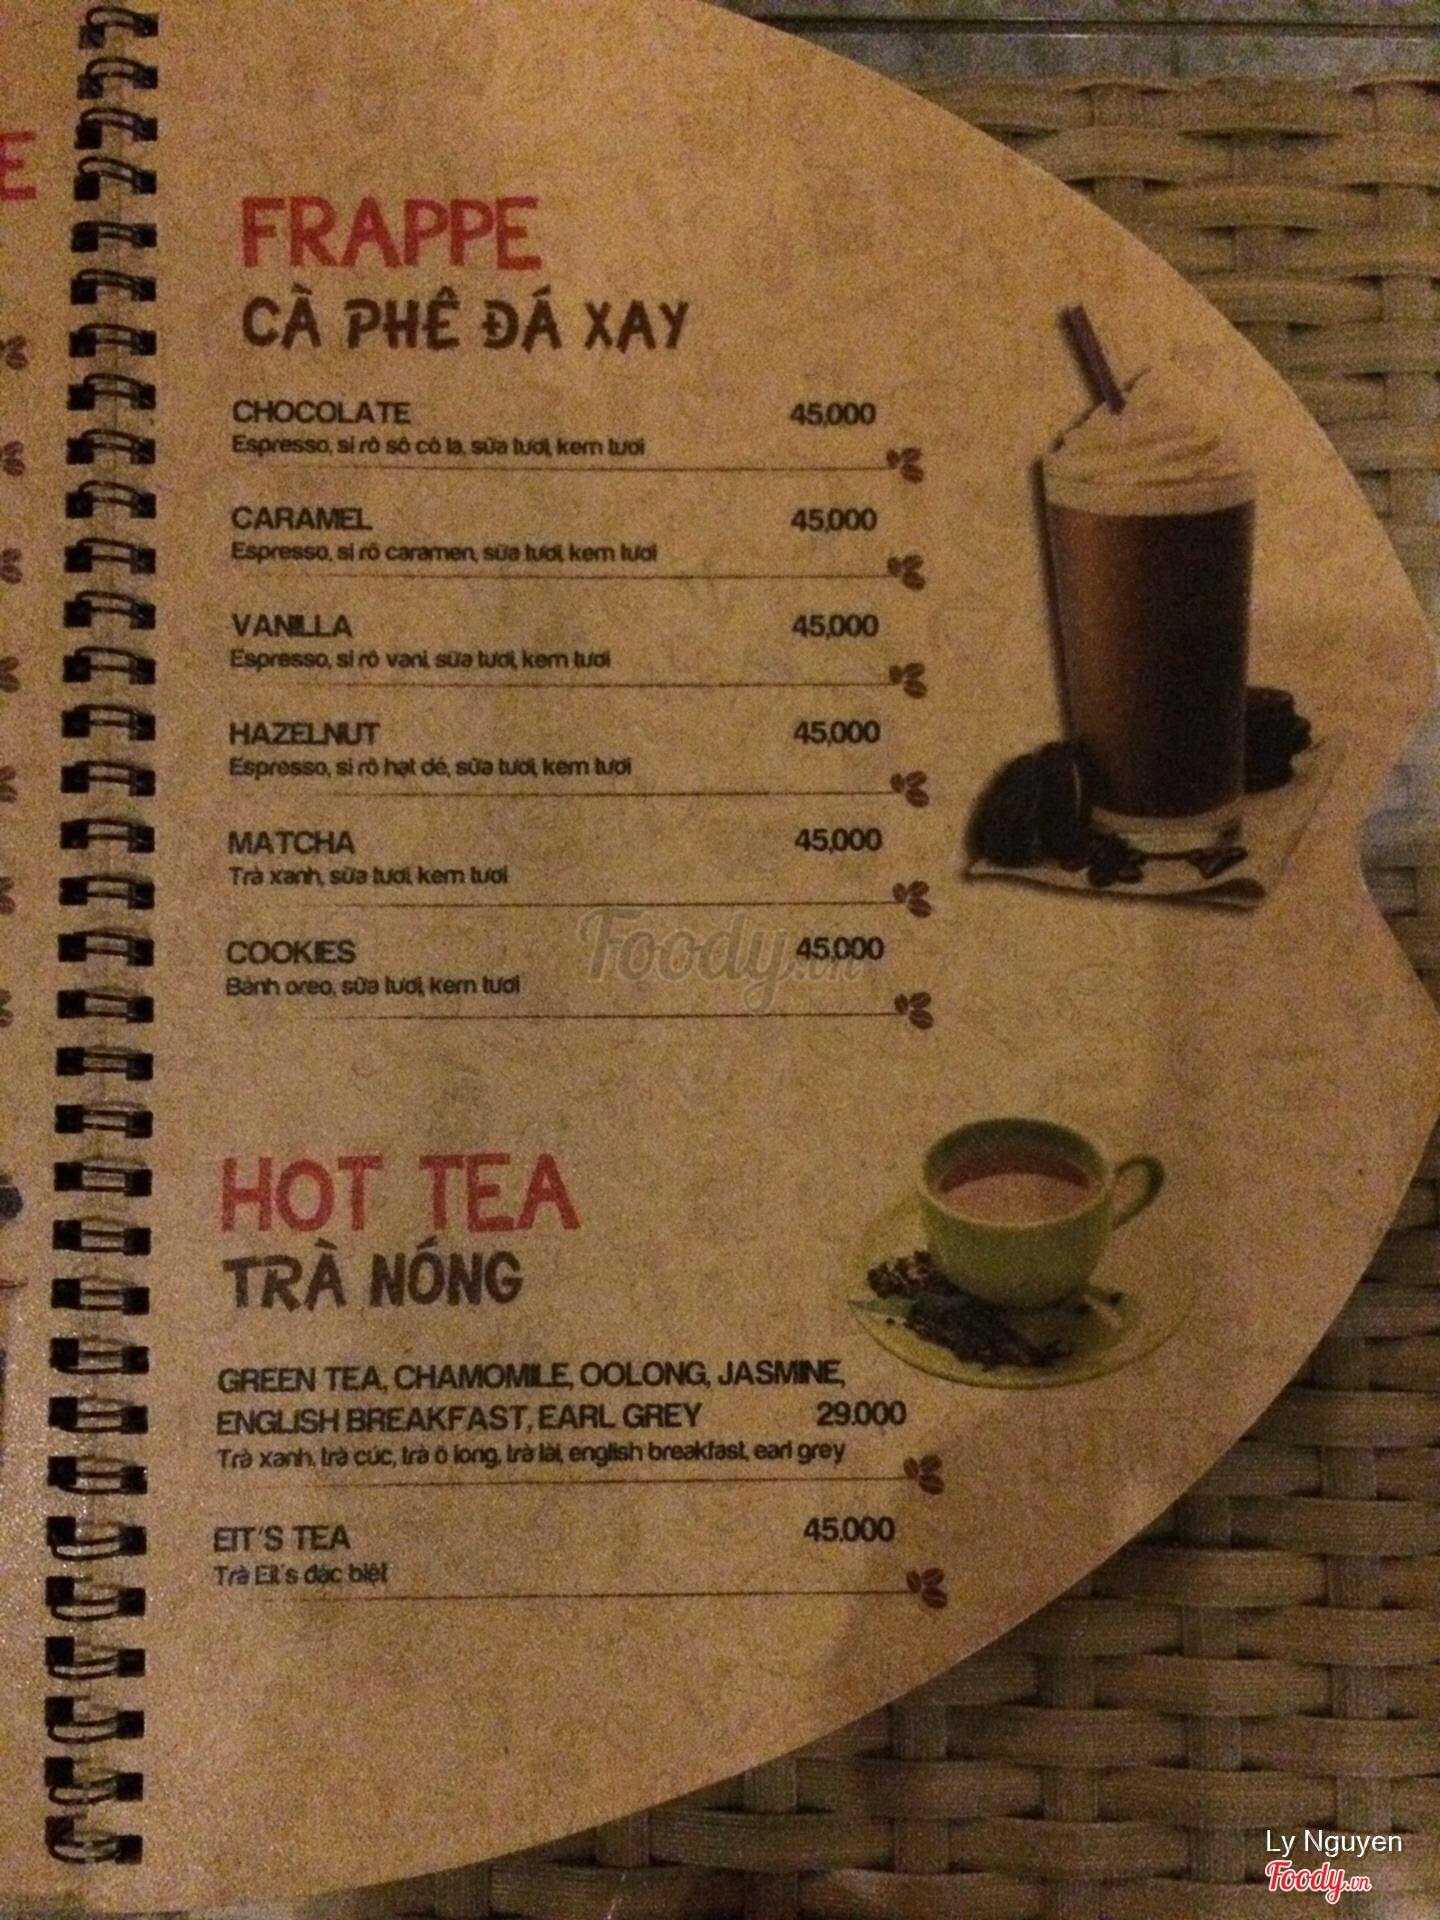 E
FRAPPE
CÀ PHÊ ĐÁ XAY
CHOCOLATE 45,000
Espresso, si rô sô cô la, sữa tươi, kem tươi
CARAMEL 45,000
Espresso, si rô caramen, sữa tươi, kem tươi
VANILLA 45,000
Espresso, si rô vani, sữa tươi, kem tươi
HAZELNUT 45,000
Espresso, si rô hạt dẻ, sữa tươi, kem tươi
MATCHA 45,000
Trà xanh, sữa tươi, kem tươi
COOKIES 45.000
Bánh oreo, sữa tươi, kem tươi
Foody.vn
HOT TEA
TRÀ NÓNG
GREEN TEA, CHAMOMILE, OOLONG, JASMINE,
ENGLISH BREAKFAST, EARL GREY 29.000
Trà xanh, trà cúc, trà ô long, trà lài, english breakfast, earl grey
EIT'S TEA 45.000
Trà Eit's đặc biệt
Ly Nguyen
Foody.vn